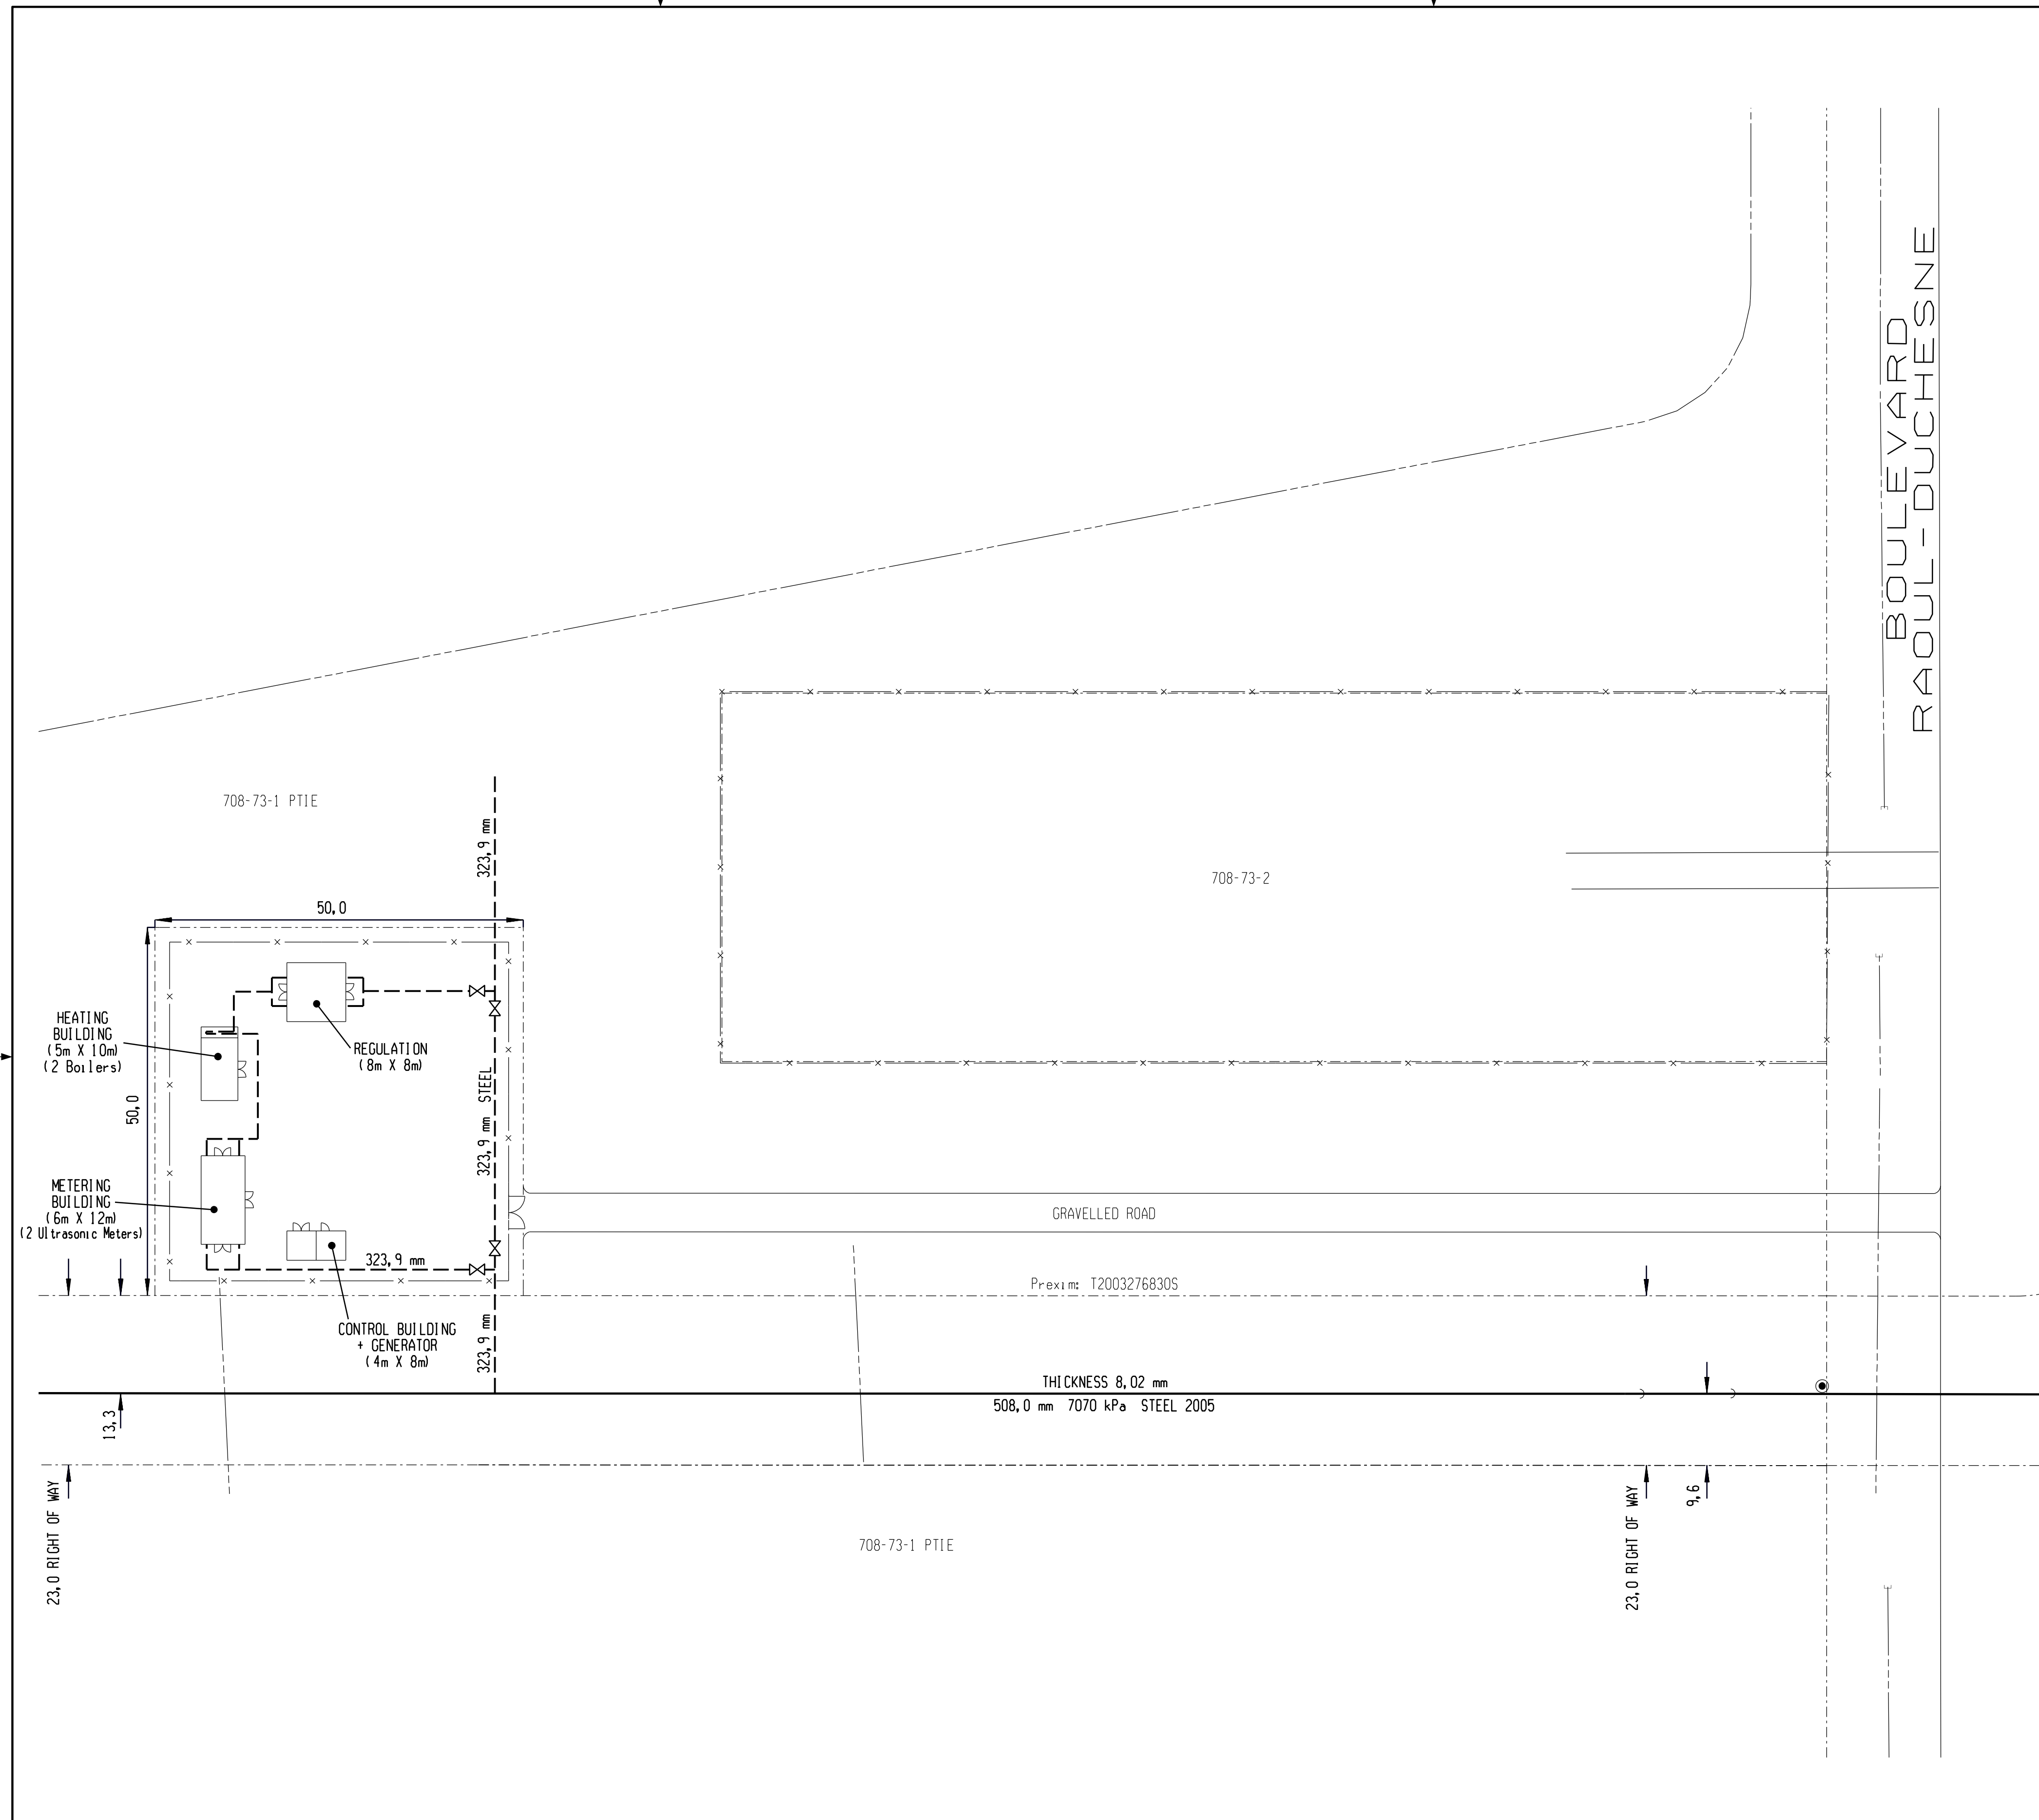 BOULEVARD
RAOUL-DUCHESNE
708-73-1 PTIE
323,9 mm
708-73-2
50,0
HEATING
BUILDING
(5m X 10m)
(2 Boilers)
REGULATION
(8m X 8m)
50,0
STEEL
323,9 mm
METERING
BUILDING
(6m X 12m)
(2 Ultrasonic Meters)
GRAVELLED ROAD
323,9 mm
Prexim: T2003276830S
CONTROL BUILDING
+ GENERATOR
(4m X 8m)
323,9 mm
THICKNESS 8,02 mm
508,0 mm 7070 kPa STEEL 2005
13,3
23,0 RIGHT OF WAY
23,0 RIGHT OF WAY
9,6
708-73-1 PTIE